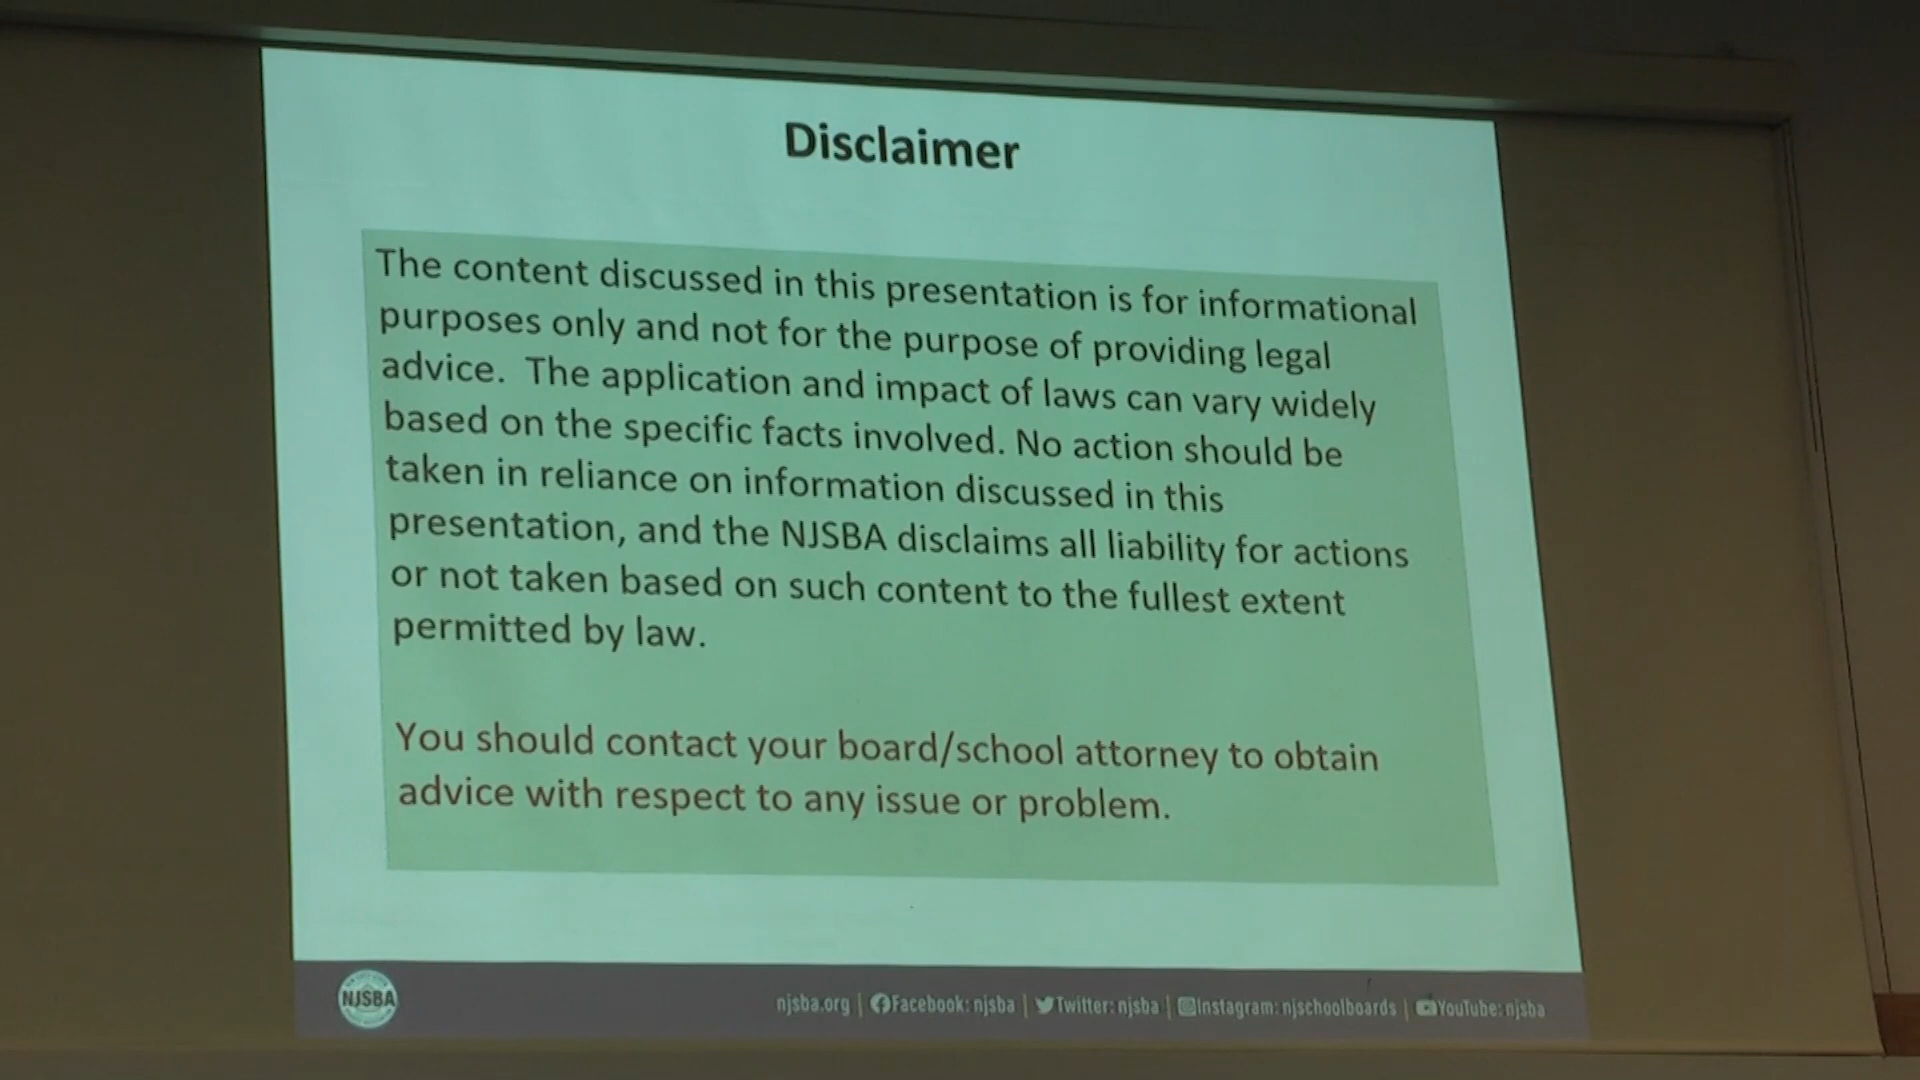 Disclaimer
The content discussed in this presentation is for informational
purposes only and not for the purpose of providing legal
advice. The application and impact of laws can vary widely
based on the specific facts involved. No action should be
taken in reliance on information discussed in this
presentation, and the NJSBA disclaims all liability for actions
or not taken based on such content to the fullest extent
permitted by law.
You should contact your board/school attorney to obtain
advice with respect to any issue or problem.
NJSBA
njsba.org | Facebook: njsba | Twitter: njsba | Instagram: njschoolboards | YouTube: njsba